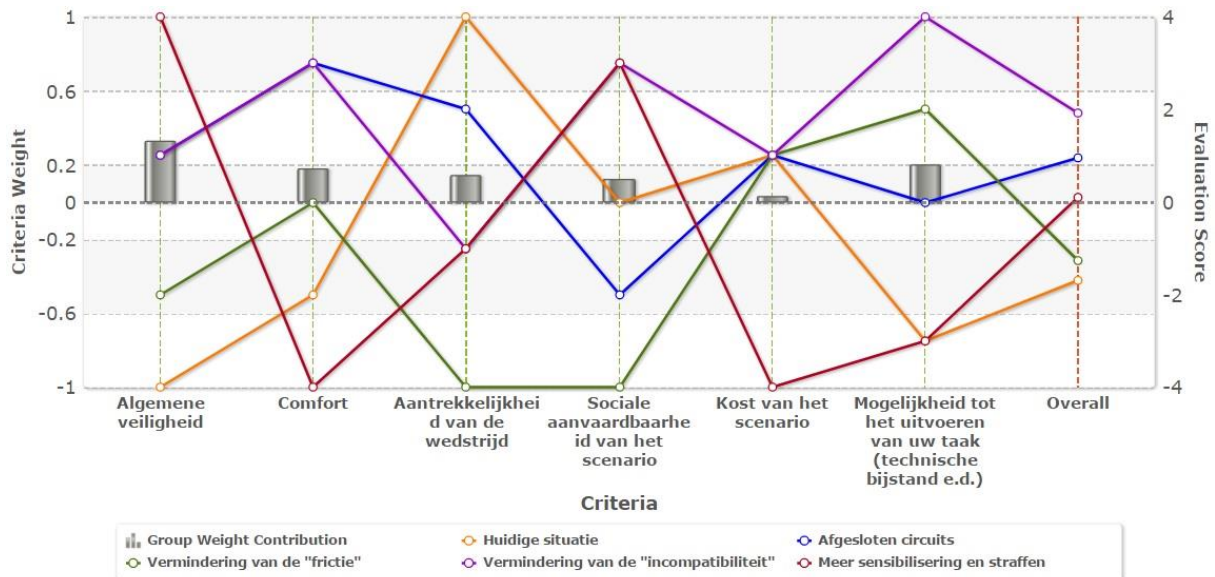 1
0.6
0.2
0
-0.2
-0.6
-1
Criteria Weight
4
2
0
-2
-4
Evaluation Score
Algemene
veiligheid
Comfort
Aantrekkelijkhei
d van de
wedstrijd
Sociale
aanvaardbaarhe
id van het
scenario
Kost van het
scenario
Mogelijkheid tot
het uitvoeren
van uw taak
(technische
bijstand e.d.)
Overall
Criteria
Group Weight Contribution
Huidige situatie
Afgesloten circuits
Vermindering van de "frictie"
Vermindering van de "incompatibiliteit"
Meer sensibilisering en straffen